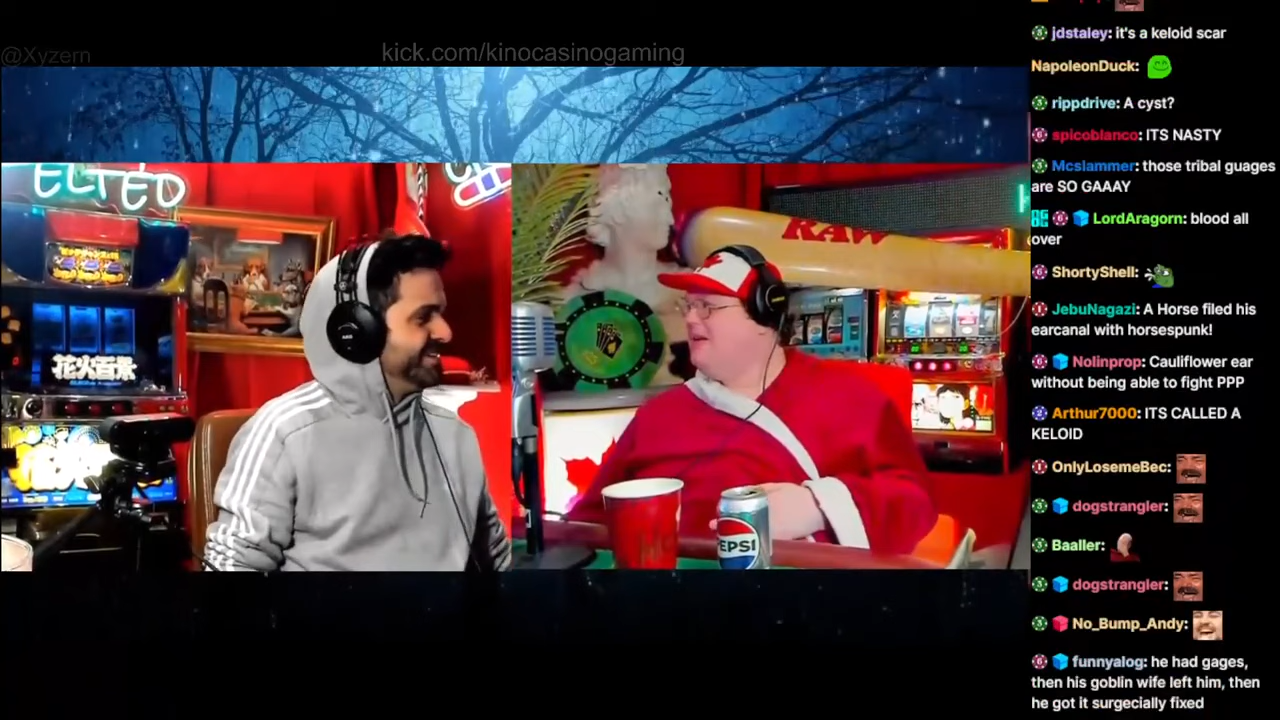 @Xyzern
kick.com/kinocasinogaming
ELTED
RAW
花火百景
PEPSI
jdstaley: it's a keloid scar
NapoleonDuck:
rippdrive: A cyst?
spicoblanco: ITS NASTY
Mcslammer: those tribal guages
are SO GAAAY
LordAragorn: blood all
over
ShortyShell:
JebuNagazi: A Horse filed his
earcanal with horsespunk!
Nolinprop: Cauliflower ear
without being able to fight PPP
Arthur7000: ITS CALLED A
KELOID
OnlyLosemeBec:
dogstrangler:
Baaller:
dogstrangler:
No_Bump_Andy:
funnyalog: he had gages,
then his goblin wife left him, then
he got it surgecially fixed